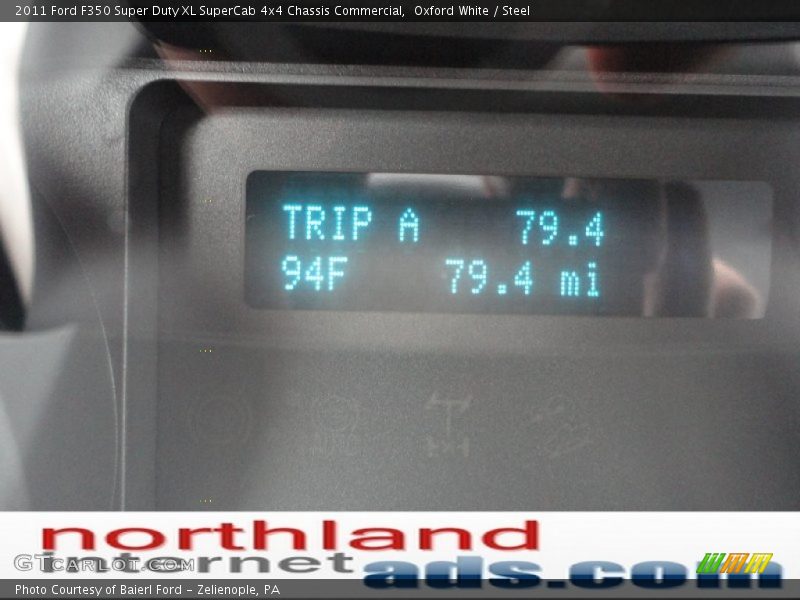 2011 Ford F350 Super Duty XL SuperCab 4x4 Chassis Commercial, Oxford White / Steel
TRIP A 79.4
94F 79.4 mi
northland
internet
ads.com
GTCARLOT.COM
Photo Courtesy of Baierl Ford – Zelienople, PA